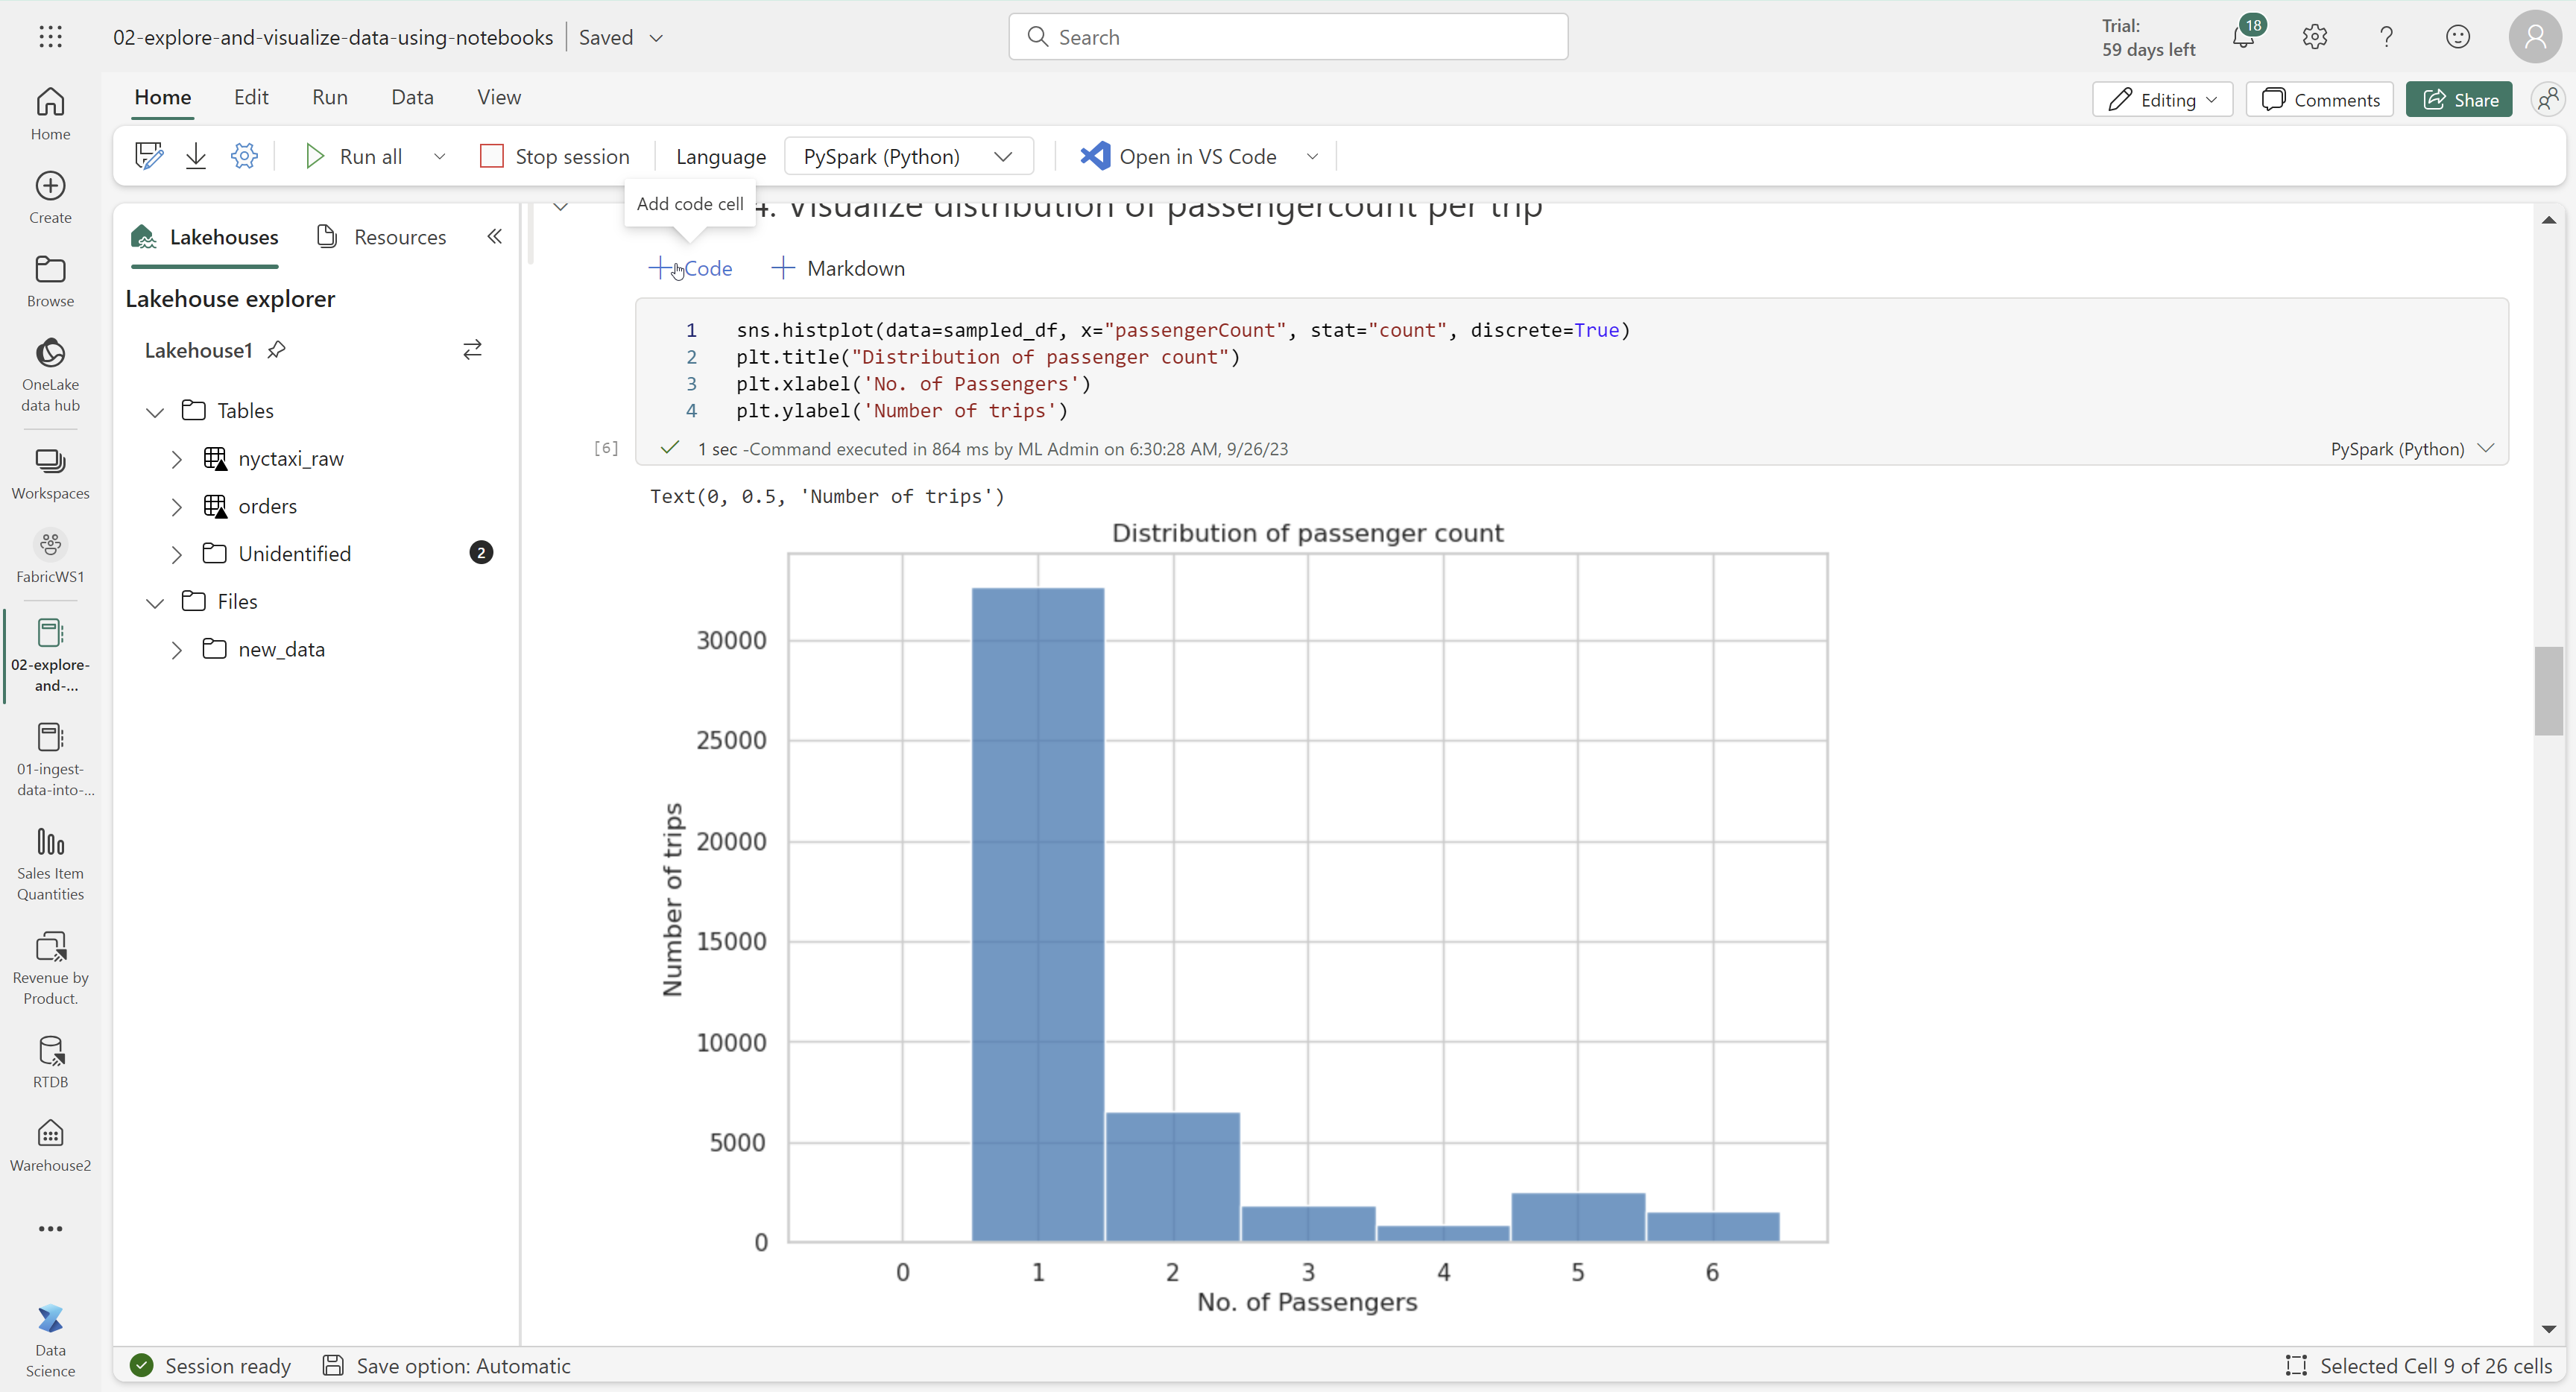 02-explore-and-visualize-data-using-notebooks
Saved
Search
Trial:
59 days left
18
Home
Edit
Run
Data
View
Editing
Comments
Share
Run all
Stop session
Language
PySpark (Python)
Open in VS Code
Add code cell
Home
Create
Browse
OneLake
data hub
Workspaces
FabricWS1
02-explore-
and-...
01-ingest-
data-into-...
Sales Item
Quantities
Revenue by
Product.
RTDB
Warehouse2
Data
Science
Lakehouses
Resources
Lakehouse explorer
Lakehouse1
Tables
nyctaxi_raw
orders
Unidentified
2
Files
new_data
4. Visualize distribution of passengercount per trip
Code
Markdown
1 sns.histplot(data=sampled_df, x="passengerCount", stat="count", discrete=True)
2 plt.title("Distribution of passenger count")
3 plt.xlabel('No. of Passengers')
4 plt.ylabel('Number of trips')
[6]
1 sec -Command executed in 864 ms by ML Admin on 6:30:28 AM, 9/26/23
PySpark (Python)
Text(0, 0.5, 'Number of trips')
Distribution of passenger count
30000
25000
20000
15000
10000
5000
0
Number of trips
0 1 2 3 4 5 6
No. of Passengers
Session ready
Save option: Automatic
Selected Cell 9 of 26 cells